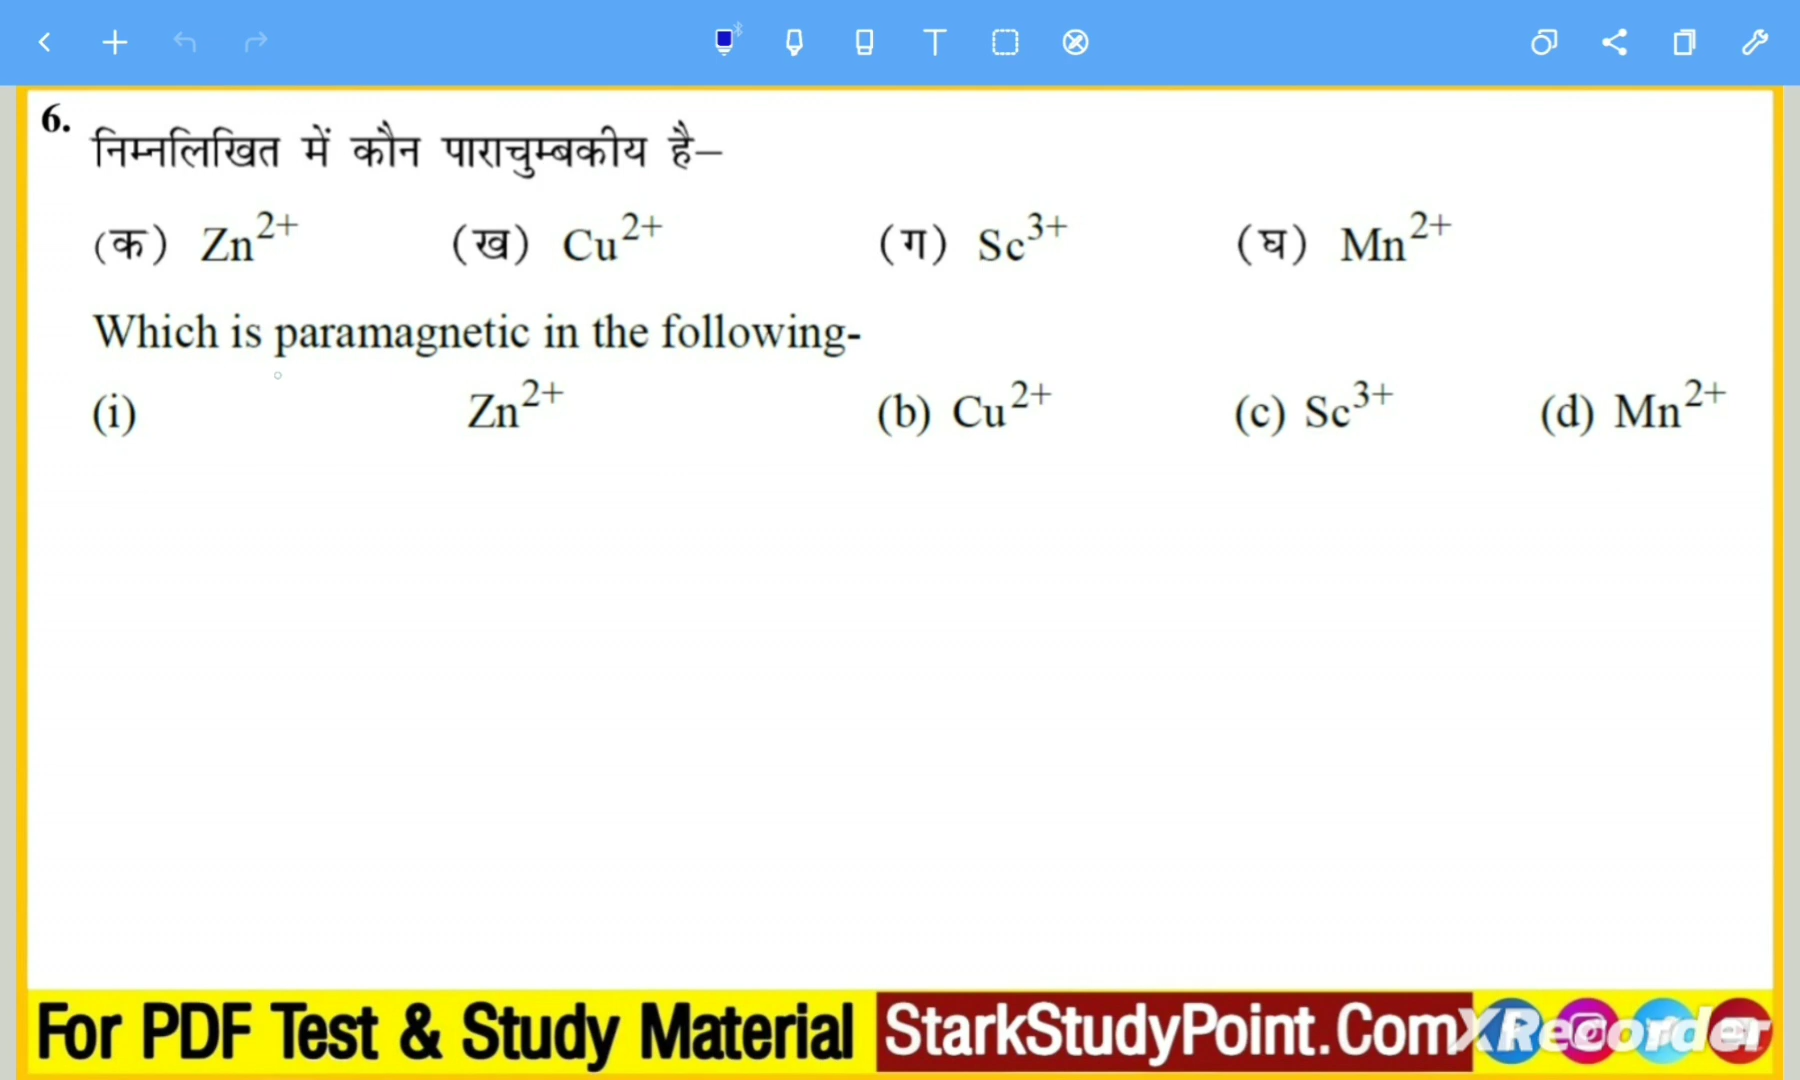 6. निम्नलिखित में कौन पाराचुम्बकीय है–
(क) Zn²⁺ (ख) Cu²⁺ (ग) Sc³⁺ (घ) Mn²⁺
Which is paramagnetic in the following-
(i) Zn²⁺ (b) Cu²⁺ (c) Sc³⁺ (d) Mn²⁺
For PDF Test & Study Material StarkStudyPoint.Com XRecorder